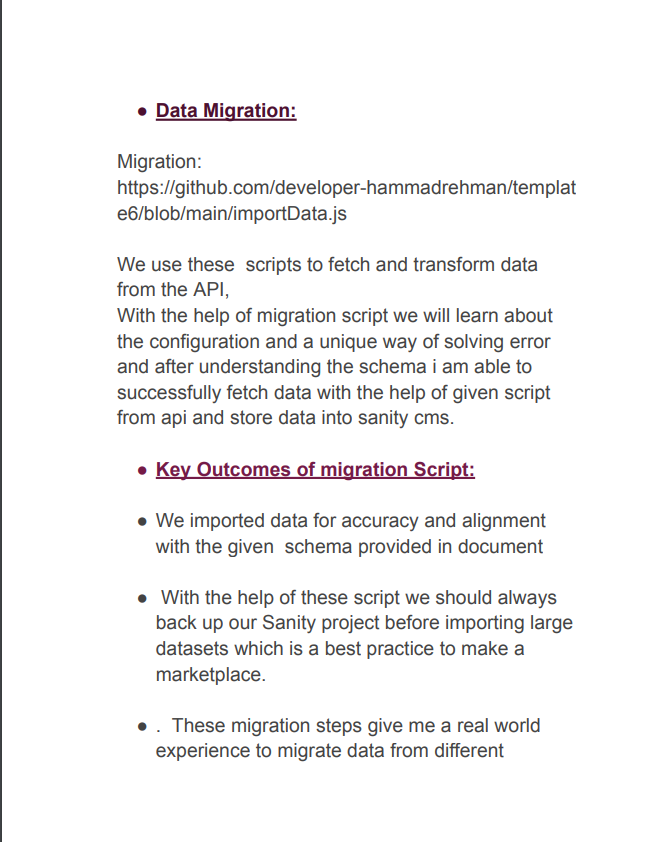 ● Data Migration:
Migration:
https://github.com/developer-hammadrehman/templat
e6/blob/main/importData.js
We use these  scripts to fetch and transform data
from the API,
With the help of migration script we will learn about
the configuration and a unique way of solving error
and after understanding the schema i am able to
successfully fetch data with the help of given script
from api and store data into sanity cms.
● Key Outcomes of migration Script:
● We imported data for accuracy and alignment
with the given  schema provided in document
●  With the help of these script we should always
back up our Sanity project before importing large
datasets which is a best practice to make a
marketplace.
● .  These migration steps give me a real world
experience to migrate data from different